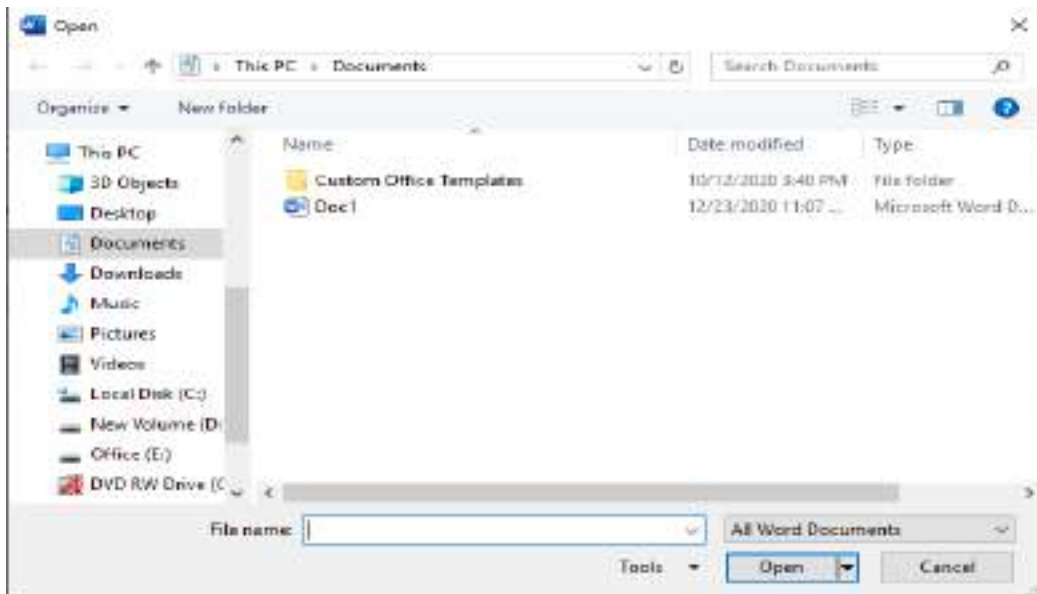 Open
This PC › Documents
Search Documents
Organize
New folder
Name
Date modified
Type
This PC
3D Objects
Desktop
Documents
Downloads
Music
Pictures
Videos
Local Disk (C:)
New Volume (D:
Office (E:)
DVD RW Drive (
Custom Office Templates 10/12/2020 3:40 PM File folder
Doc1 12/23/2020 11:07 ... Microsoft Word D...
File name:
All Word Documents
Tools
Open
Cancel